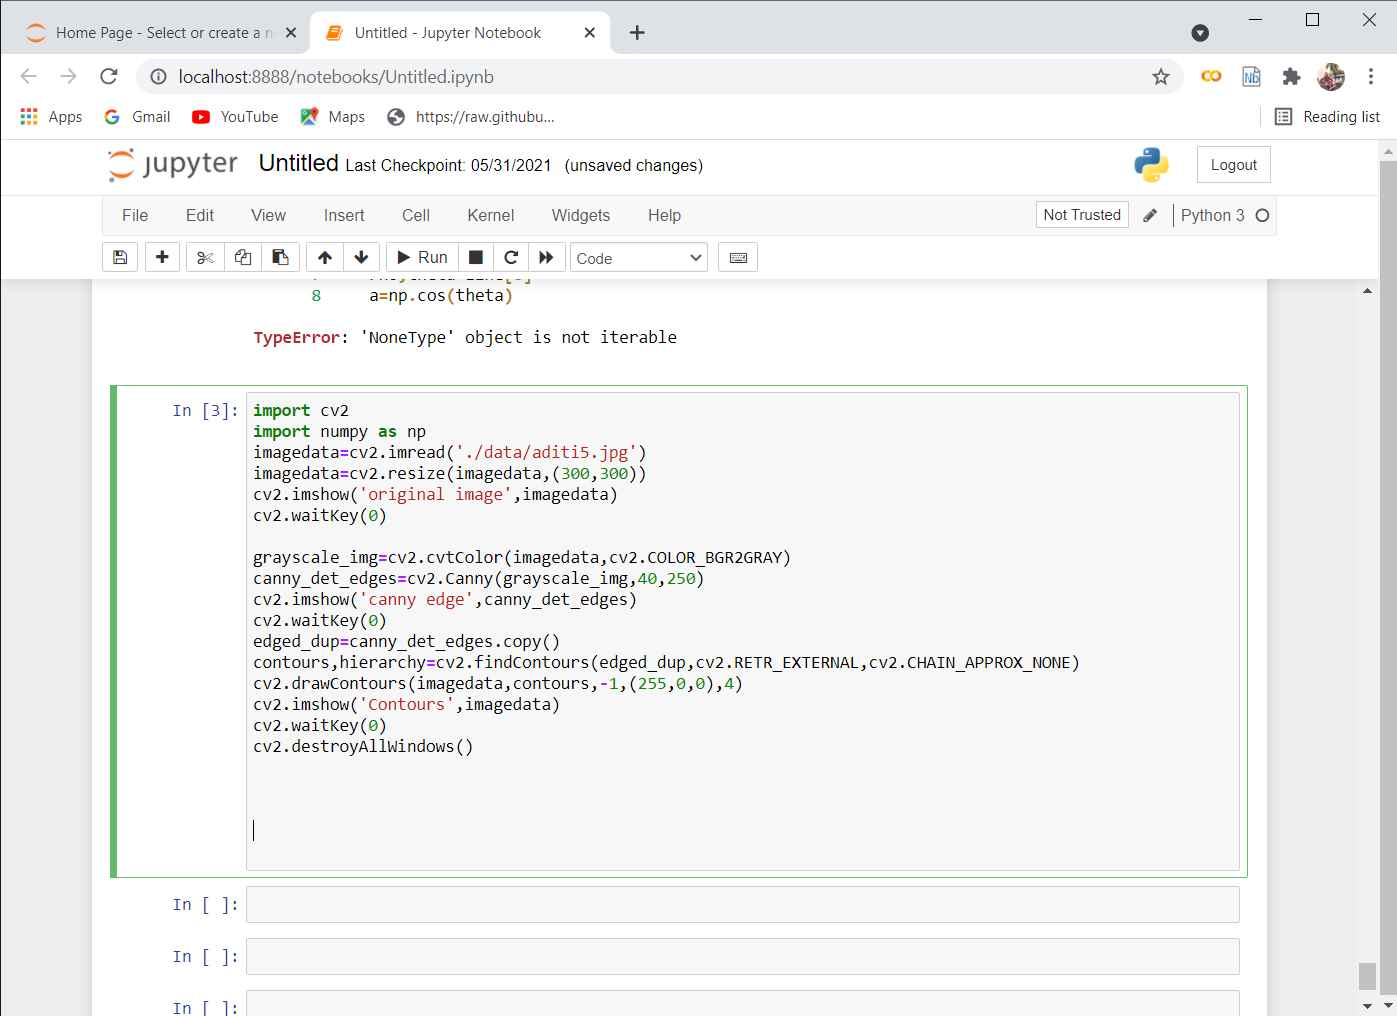 Home Page - Select or create a n
Untitled - Jupyter Notebook
localhost:8888/notebooks/Untitled.ipynb
Apps
Gmail
YouTube
Maps
https://raw.githubu...
Reading list
jupyter
Untitled Last Checkpoint: 05/31/2021 (unsaved changes)
Logout
File Edit View Insert Cell Kernel Widgets Help
Not Trusted
Python 3
Run
Code
8 a=np.cos(theta)
TypeError: 'NoneType' object is not iterable
In [3]:
import cv2
import numpy as np
imagedata=cv2.imread('./data/aditi5.jpg')
imagedata=cv2.resize(imagedata,(300,300))
cv2.imshow('original image',imagedata)
cv2.waitKey(0)
grayscale_img=cv2.cvtColor(imagedata,cv2.COLOR_BGR2GRAY)
canny_det_edges=cv2.Canny(grayscale_img,40,250)
cv2.imshow('canny edge',canny_det_edges)
cv2.waitKey(0)
edged_dup=canny_det_edges.copy()
contours,hierarchy=cv2.findContours(edged_dup,cv2.RETR_EXTERNAL,cv2.CHAIN_APPROX_NONE)
cv2.drawContours(imagedata,contours,-1,(255,0,0),4)
cv2.imshow('Contours',imagedata)
cv2.waitKey(0)
cv2.destroyAllWindows()
In [ ]:
In [ ]:
In [ ]: